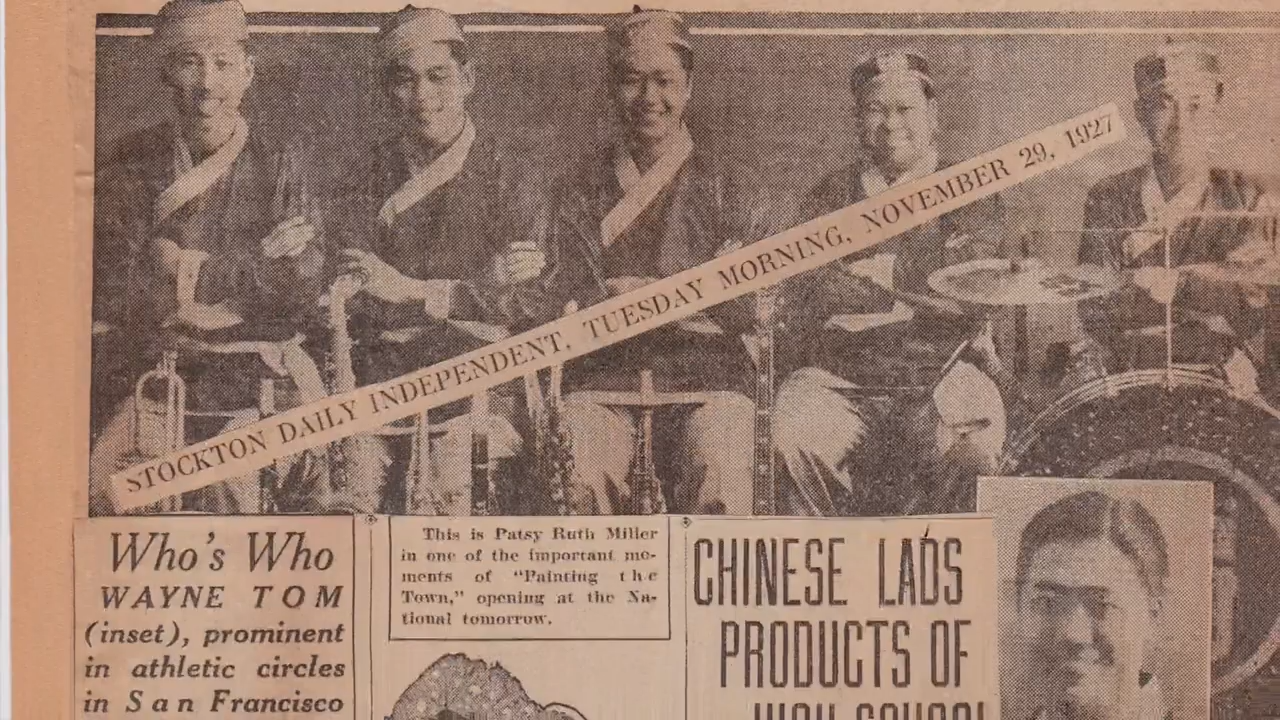 STOCKTON DAILY INDEPENDENT, TUESDAY MORNING, NOVEMBER 29, 1927
Who's Who
WAYNE TOM
(inset), prominent
in athletic circles
in San Francisco
This is Patsy Ruth Miller
in one of the important mo-
ments of "Painting the
Town," opening at the Na-
tional tomorrow.
CHINESE LADS
PRODUCTS OF
HIGH SCHOOL